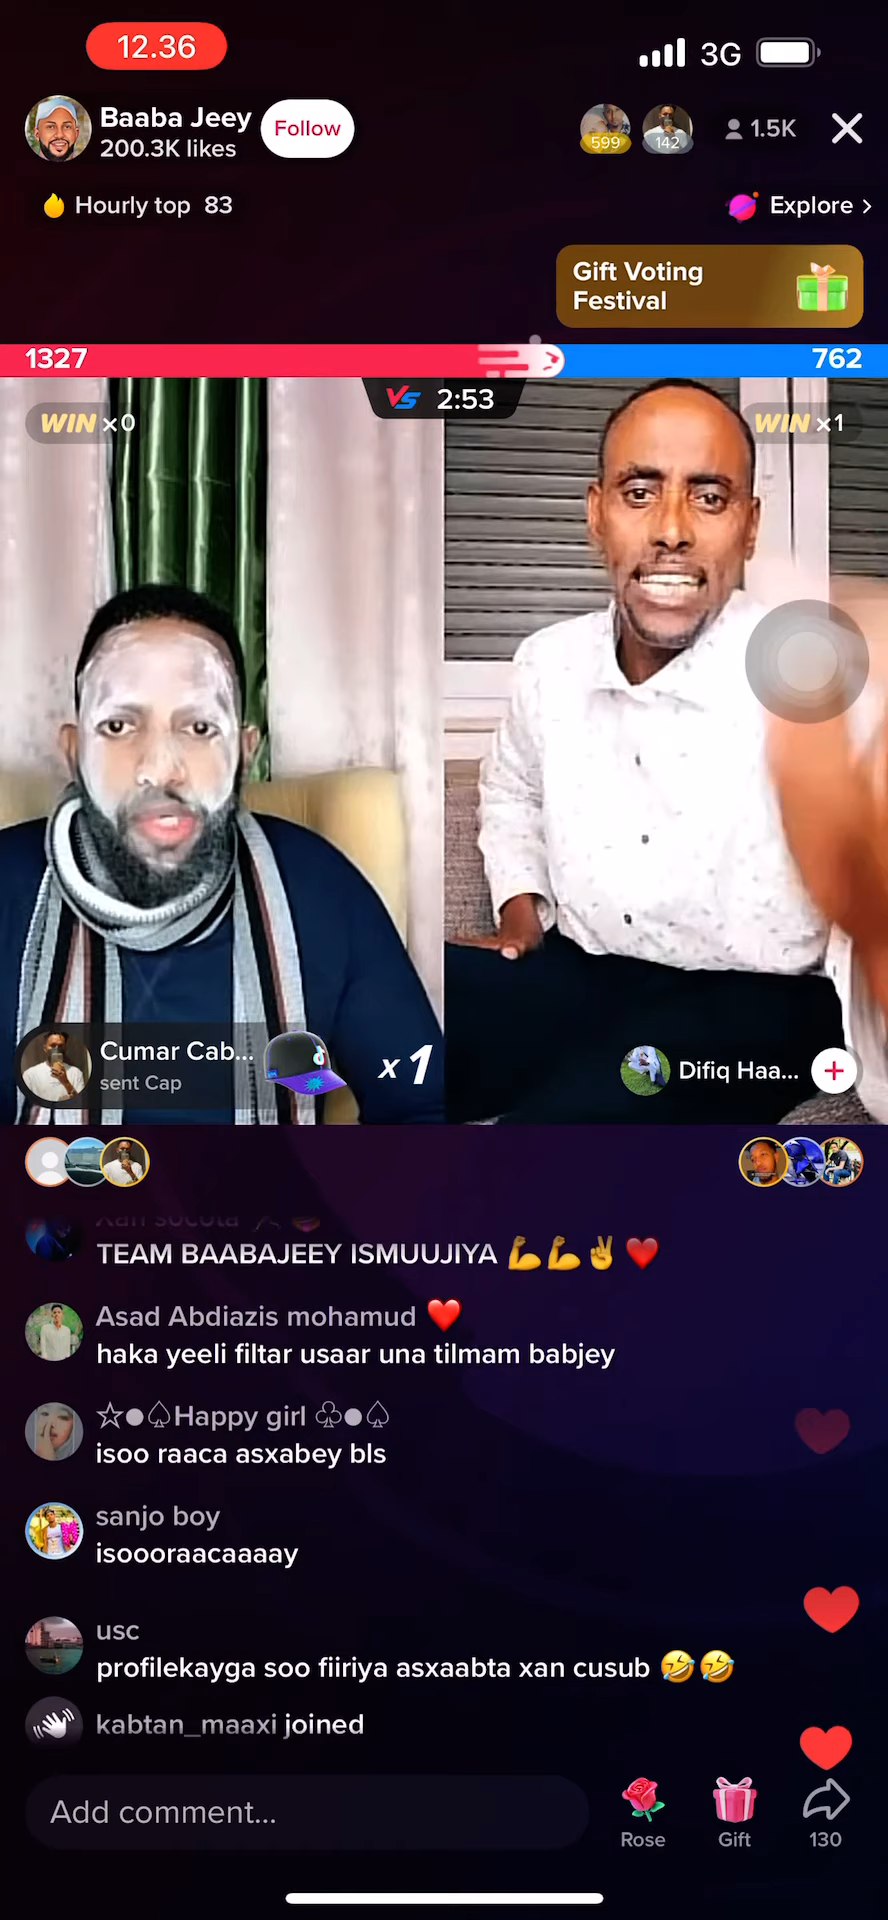 12.36
3G
Baaba Jeey
200.3K likes
Follow
599
142
1.5K
Hourly top 83
Explore >
Gift Voting
Festival
1327
762
VS 2:53
WIN x0
WIN x1
Cumar Cab...
sent Cap
x 1
Difiq Haa...
TEAM BAABAJEEY ISMUUJIYA 💪💪✌️❤️
Asad Abdiazis mohamud ❤️
haka yeeli filtar usaar una tilmam babjey
☆●♤Happy girl ♧●♤
isoo raaca asxabey bls
sanjo boy
isoooraacaaaay
usc
profilekayga soo fiiriya asxaabta xan cusub 🤣🤣
kabtan_maaxi joined
Add comment...
Rose
Gift
130